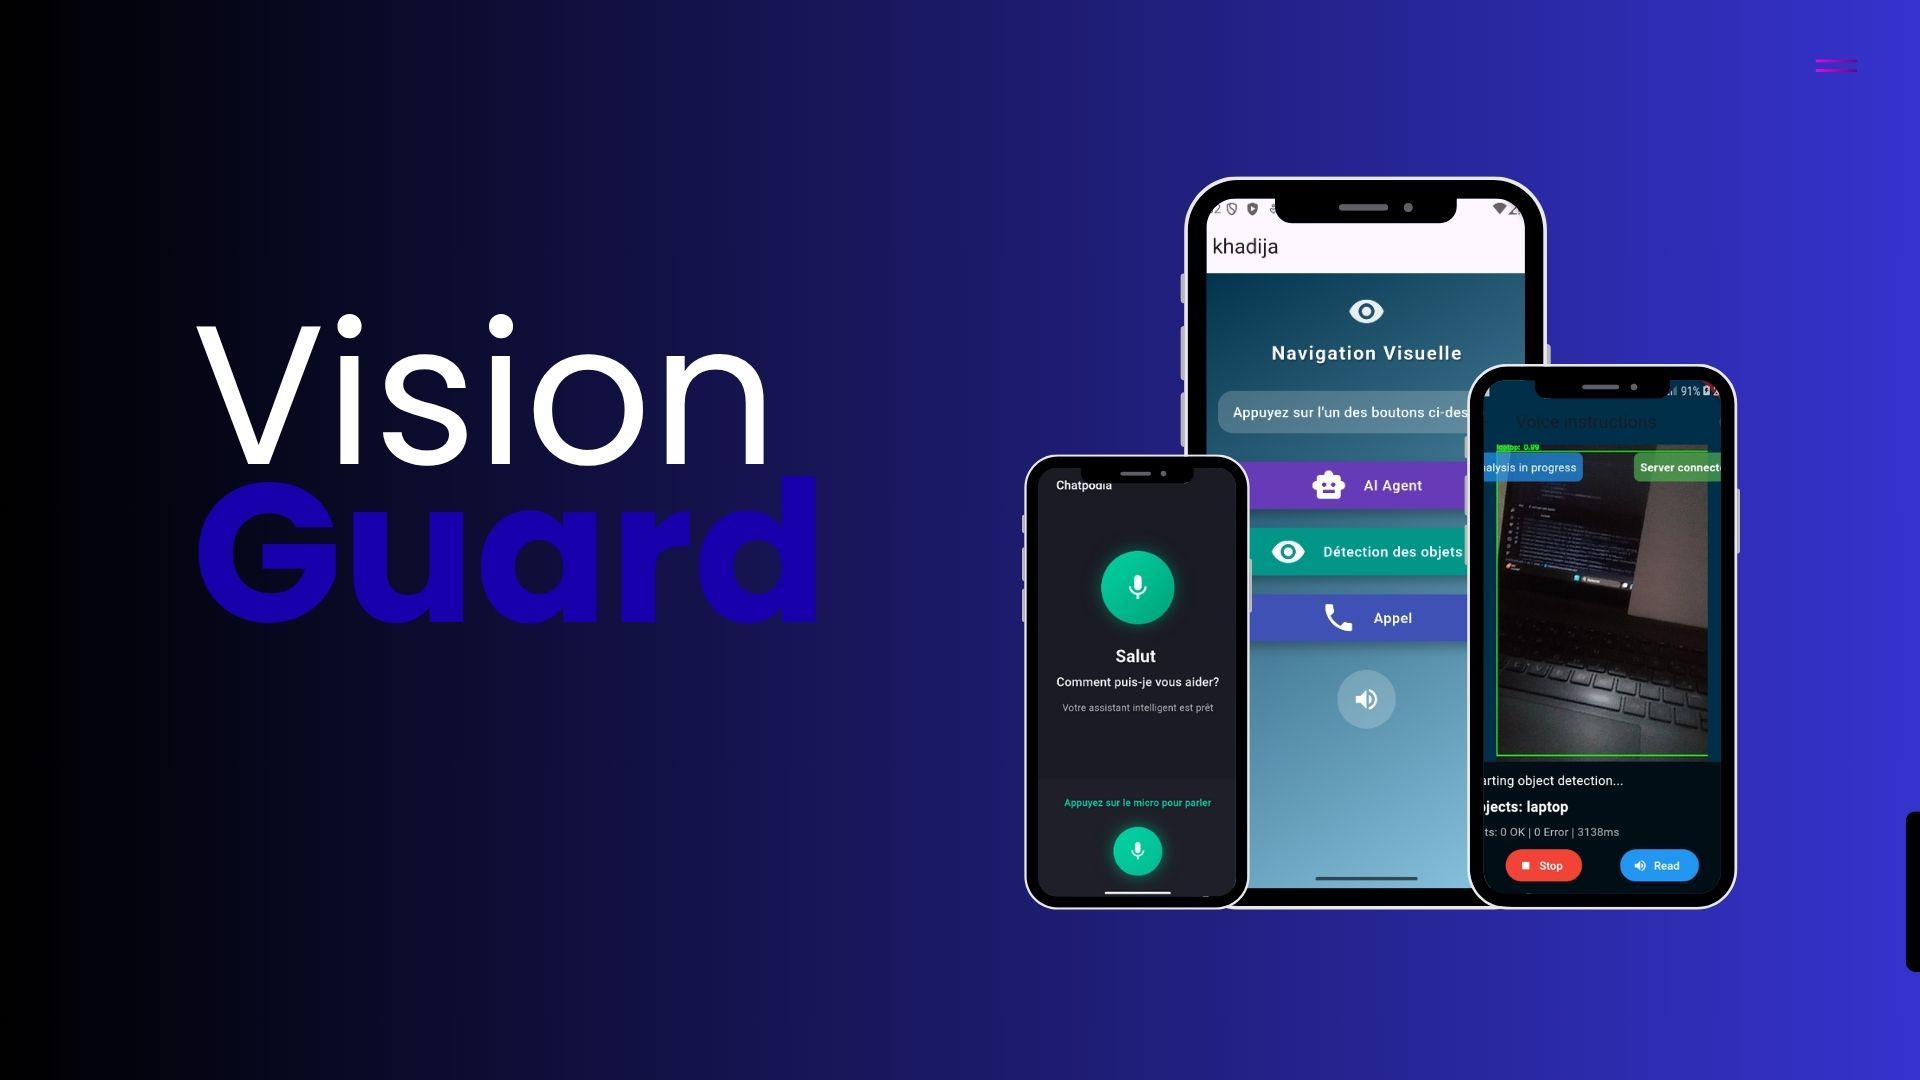 Vision
Guard
khadija
Navigation Visuelle
Appuyez sur l'un des boutons ci-des
AI Agent
Détection des objets
Appel
Chatpodia
Salut
Comment puis-je vous aider?
Votre assistant intelligent est prêt
Appuyez sur le micro pour parler
91%
Voice instructions
laptop: 0.99
alysis in progress
Server connect
arting object detection...
jects: laptop
ts: 0 OK | 0 Error | 3138ms
Stop
Read